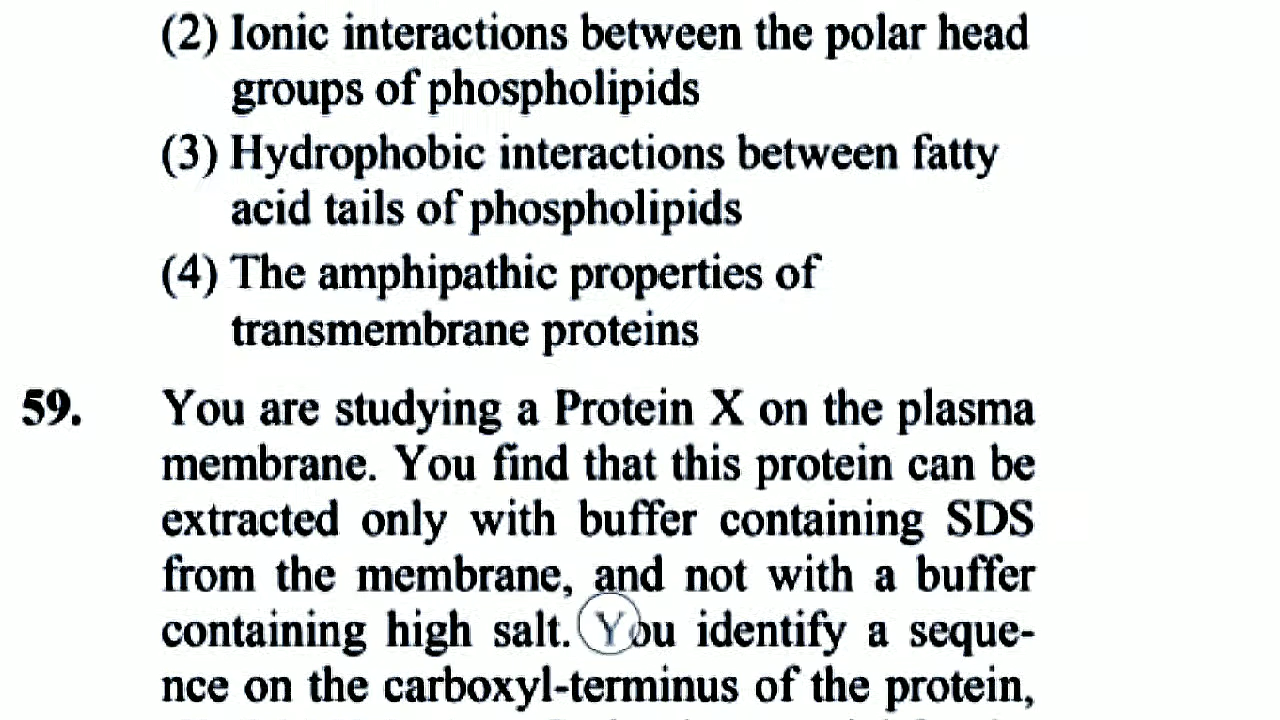 (2) Ionic interactions between the polar head
groups of phospholipids
(3) Hydrophobic interactions between fatty
acid tails of phospholipids
(4) The amphipathic properties of
transmembrane proteins
59. You are studying a Protein X on the plasma
membrane. You find that this protein can be
extracted only with buffer containing SDS
from the membrane, and not with a buffer
containing high salt. You identify a seque-
nce on the carboxyl-terminus of the protein,